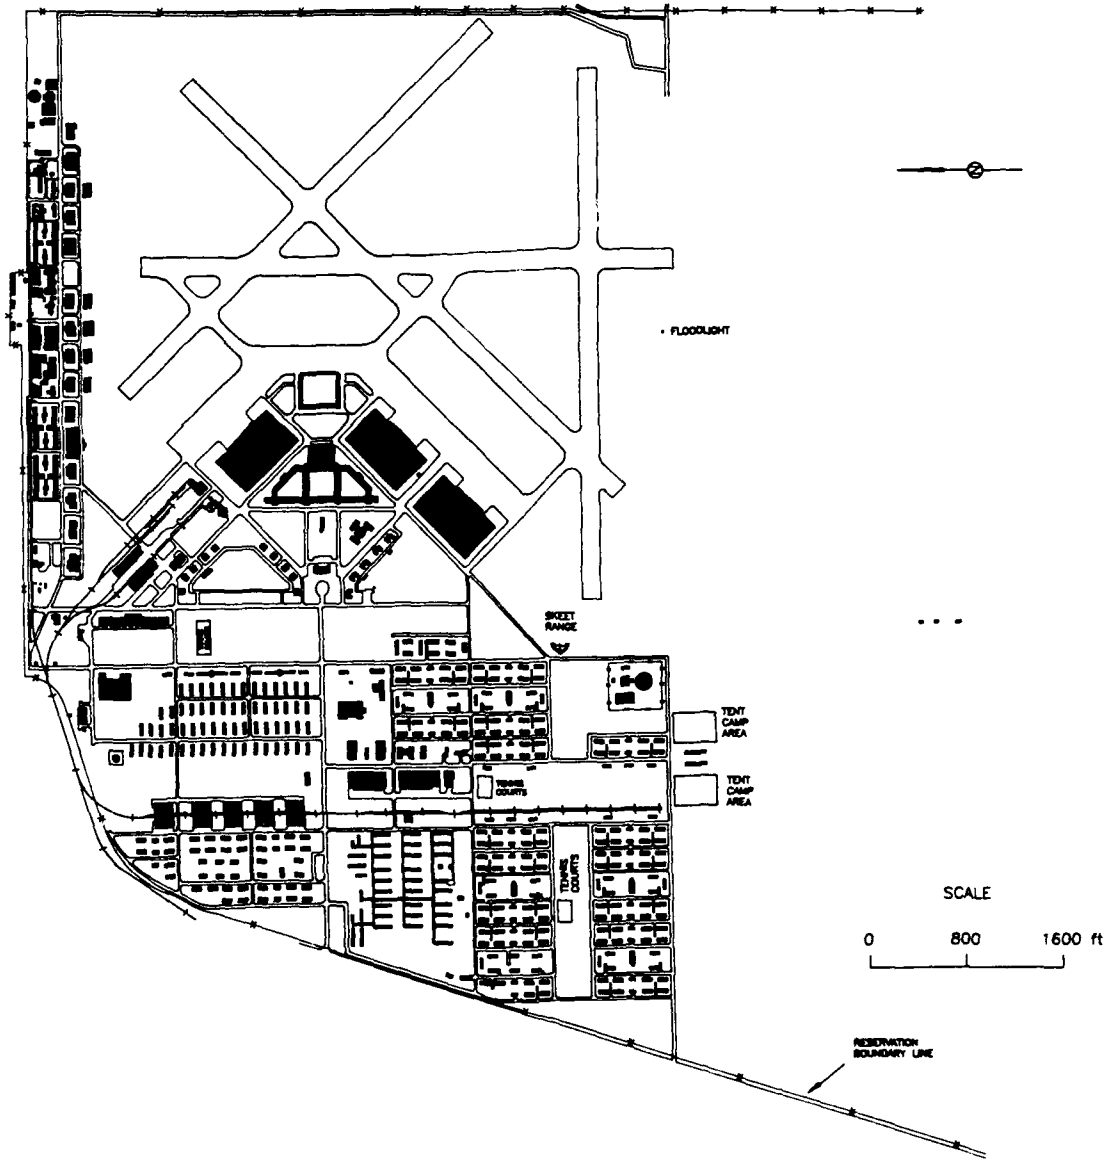 N
FLOODLIGHT
SKEET
RANGE
TENT
CAMP
AREA
TENNIS
COURTS
TENT
CAMP
AREA
TENNIS
COURTS
SCALE
0 800 1600 ft
RESERVATION
BOUNDARY LINE